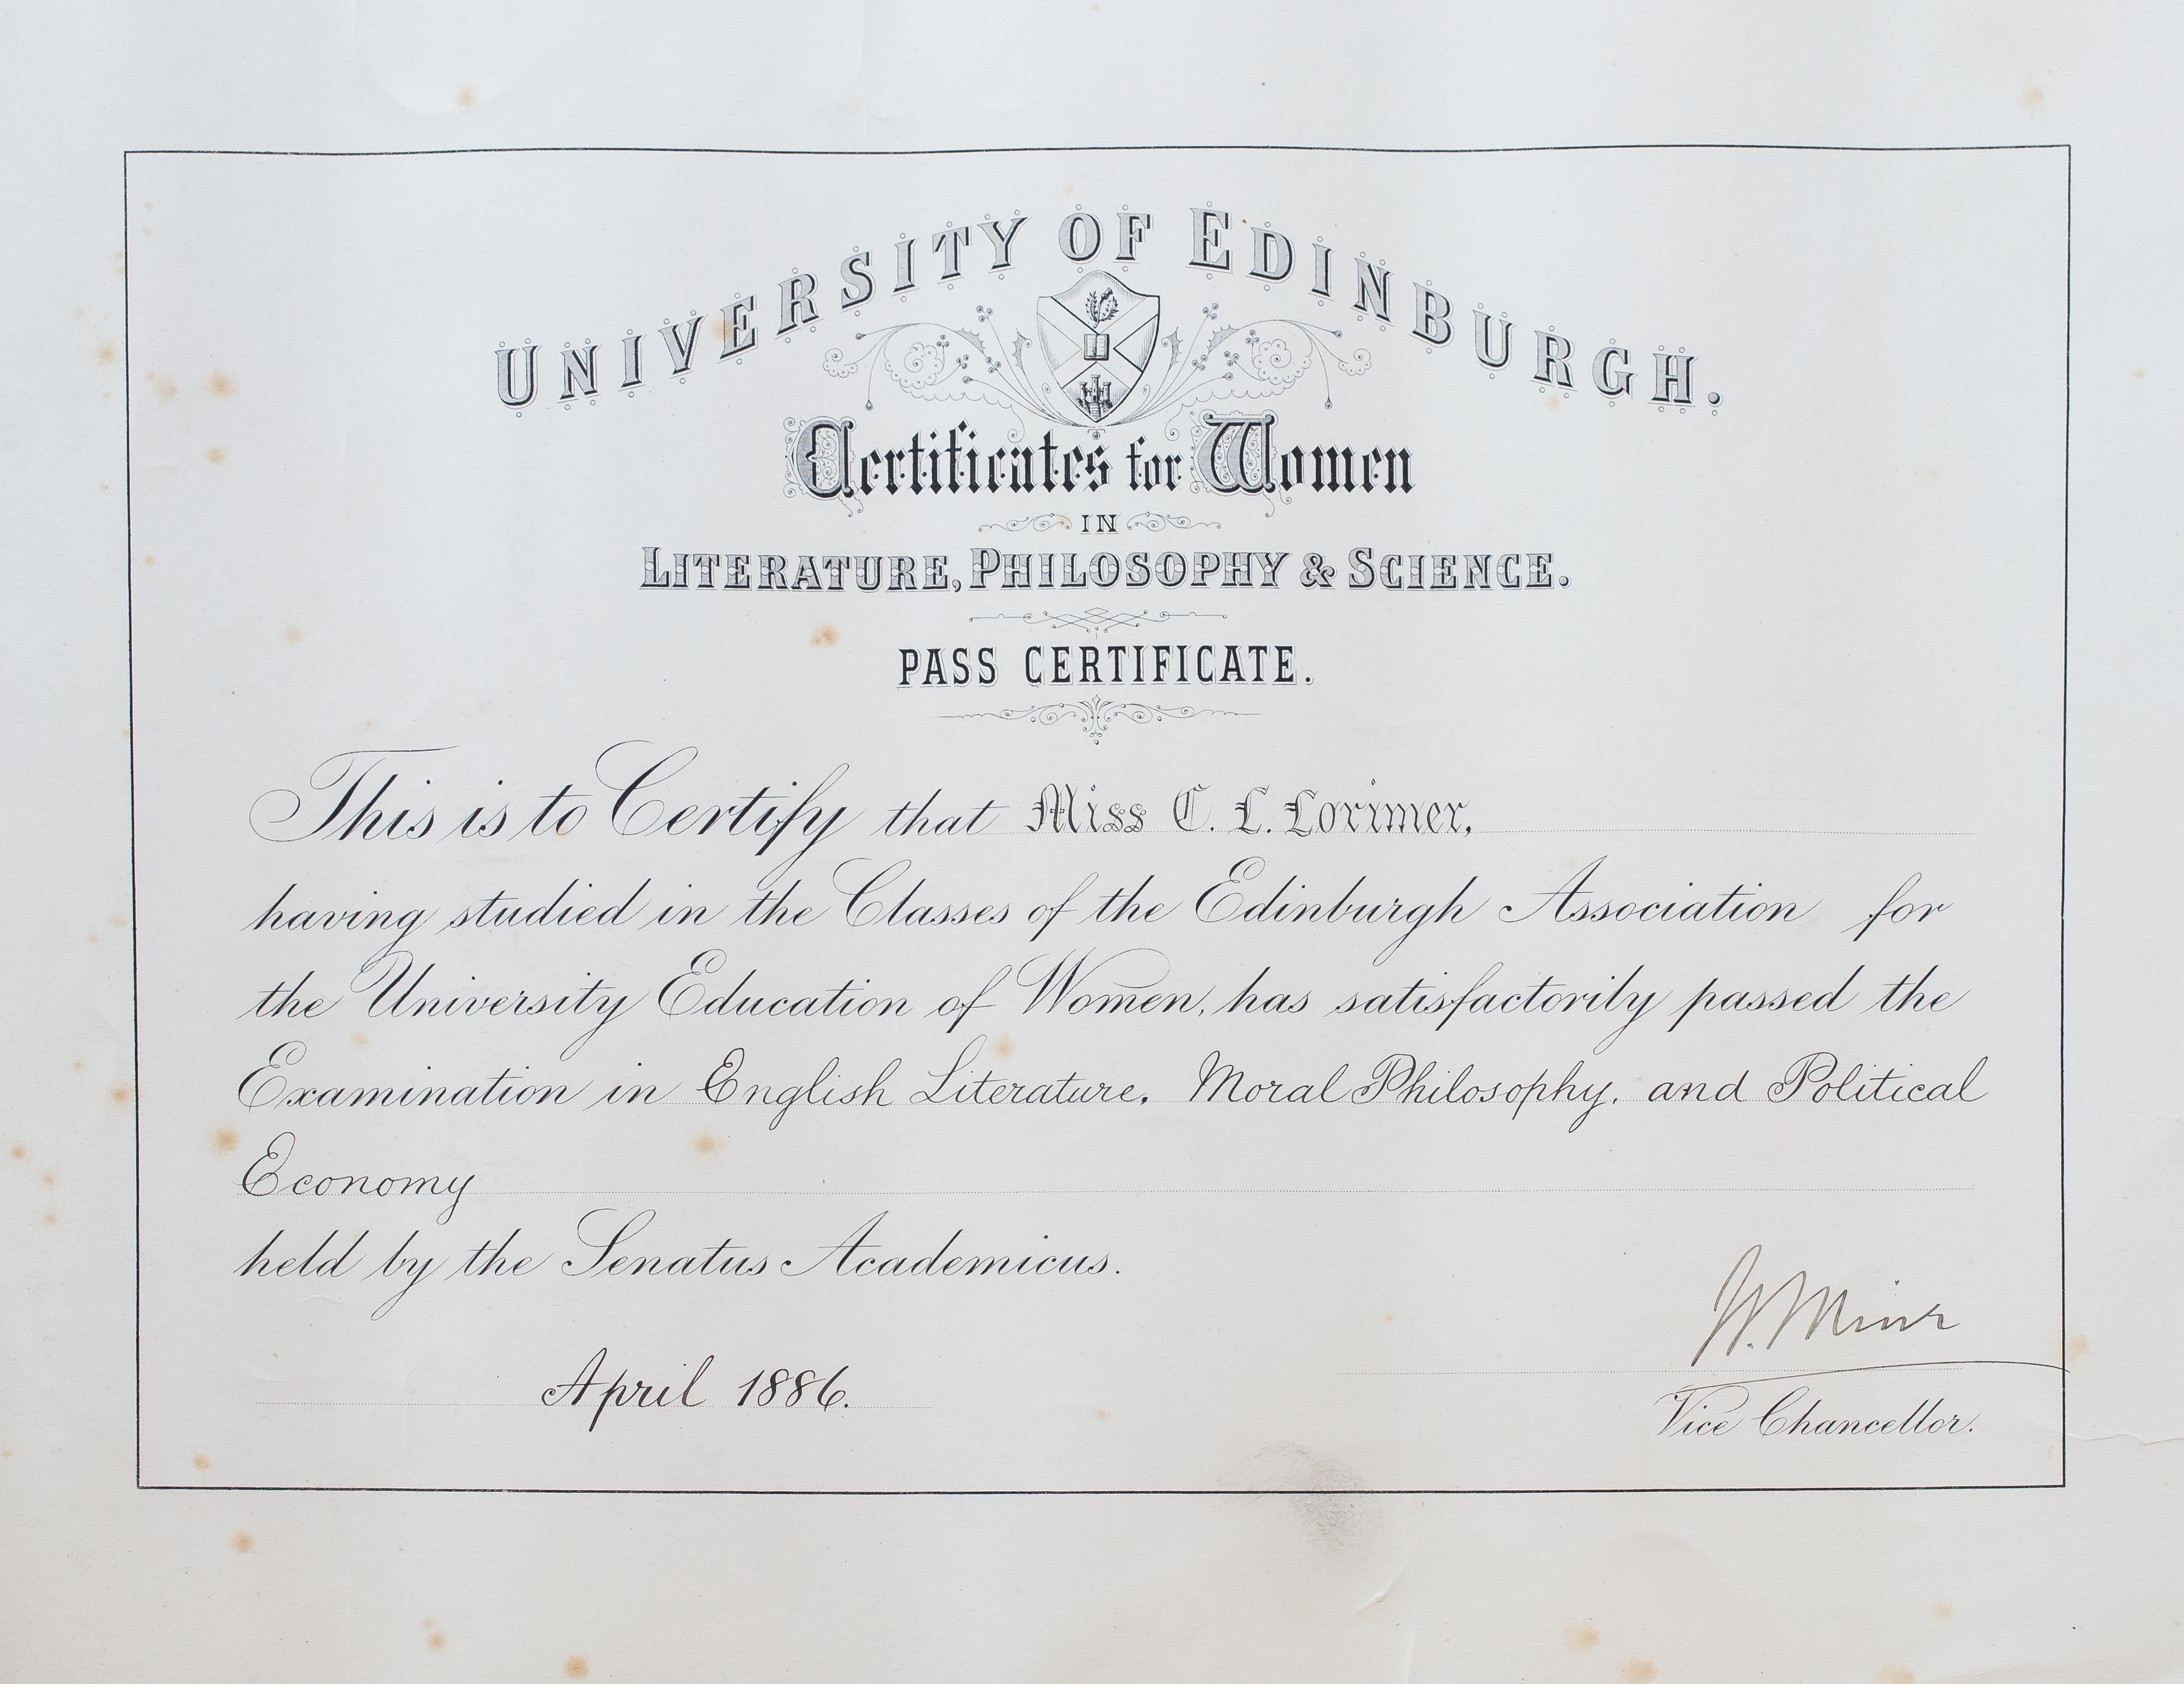 UNIVERSITY OF EDINBURGH.
Certificates for Women
IN
LITERATURE, PHILOSOPHY & SCIENCE.
PASS CERTIFICATE.
This is to Certify that Miss C. L. Lorimer,
having studied in the Classes of the Edinburgh Association for
the University Education of Women, has satisfactorily passed the
Examination in English Literature, Moral Philosophy, and Political
Economy
held by the Senatus Academicus.
W. Muir
April 1886.
Vice Chancellor.